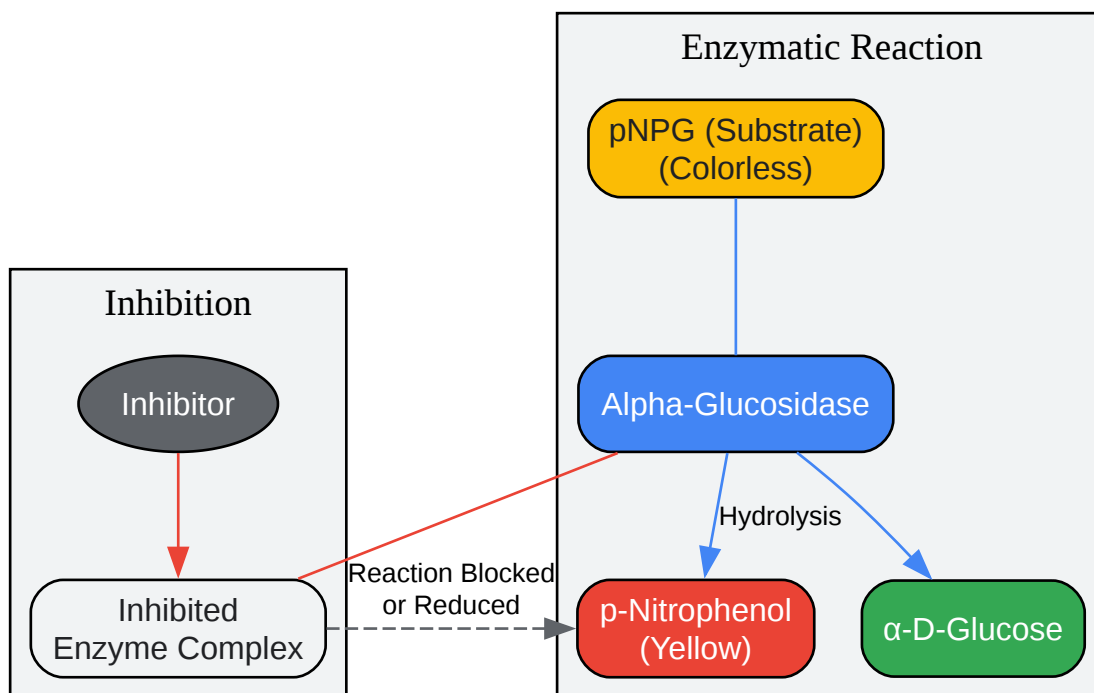 Enzymatic Reaction
pNPG (Substrate)
(Colorless)
Inhibition
Inhibitor
Alpha-Glucosidase
Hydrolysis
Reaction Blocked
or Reduced
Inhibited
Enzyme Complex
p-Nitrophenol
(Yellow)
α-D-Glucose